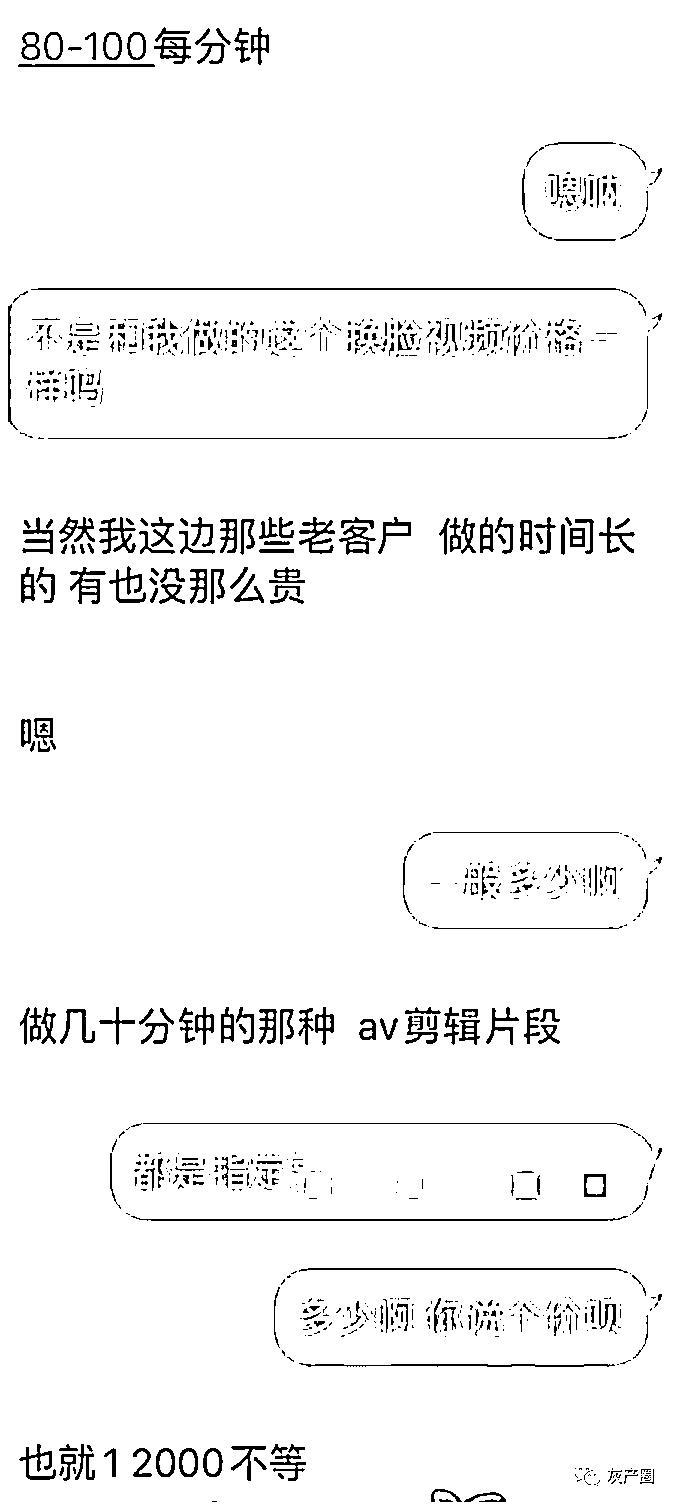 80-100每分钟
嗯呐
不是和我做的这个换脸视频价格一
样吗
当然我这边那些老客户 做的时间长
的 有也没那么贵
嗯
一般多少啊
做几十分钟的那种 av剪辑片段
都是指定
多少啊 你说个价呗
也就1 2000不等
灰产圈